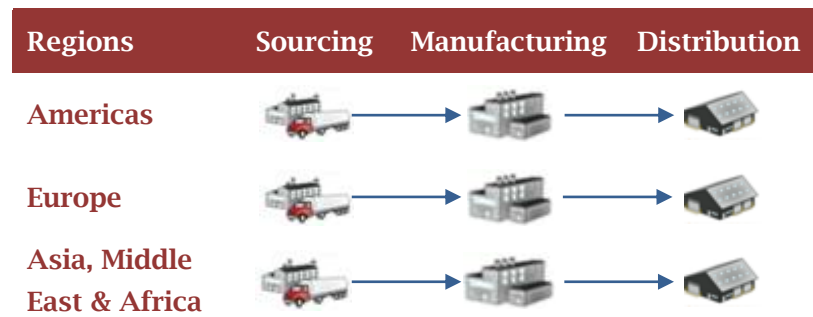 Regions Sourcing Manufacturing Distribution
Americas
Europe
Asia, Middle
East & Africa